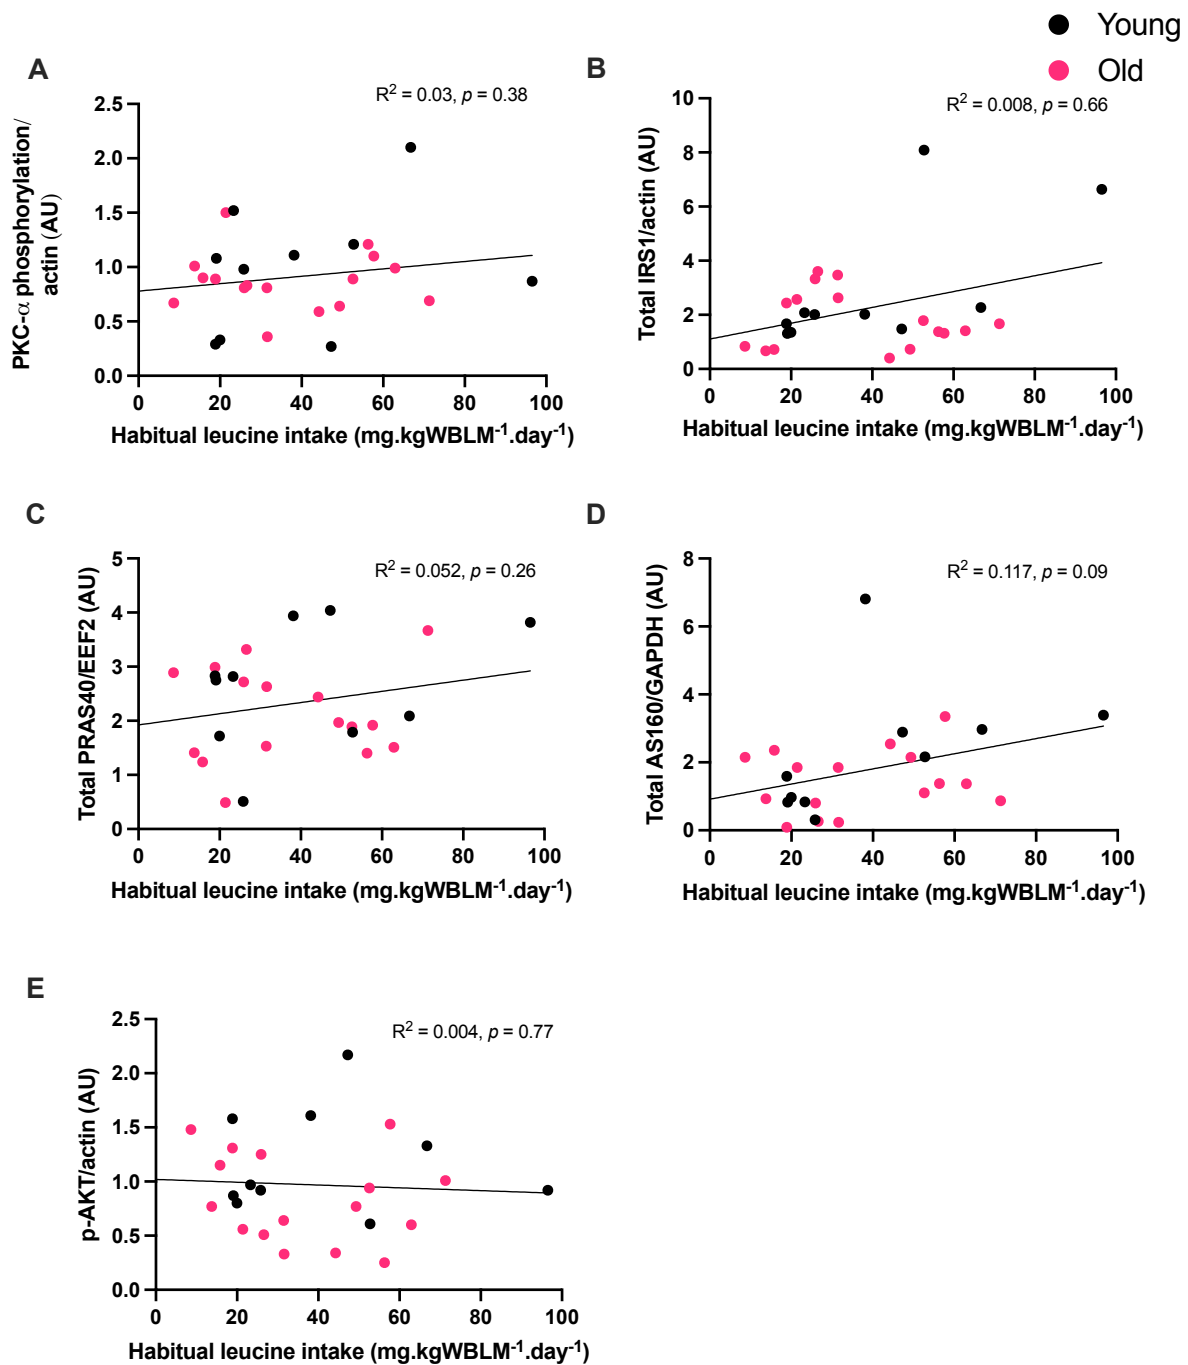 Young
Old
A
R² = 0.03, p = 0.38
PKC-α phosphorylation/
actin (AU)
2.5
2.0
1.5
1.0
0.5
0.0
0 20 40 60 80 100
Habitual leucine intake (mg.kgWBLM⁻¹.day⁻¹)
B
R² = 0.008, p = 0.66
Total IRS1/actin (AU)
10
8
6
4
2
0
0 20 40 60 80 100
Habitual leucine intake (mg.kgWBLM⁻¹.day⁻¹)
C
R² = 0.052, p = 0.26
Total PRAS40/EEF2 (AU)
5
4
3
2
1
0
0 20 40 60 80 100
Habitual leucine intake (mg.kgWBLM⁻¹.day⁻¹)
D
R² = 0.117, p = 0.09
Total AS160/GAPDH (AU)
8
6
4
2
0
0 20 40 60 80 100
Habitual leucine intake (mg.kgWBLM⁻¹.day⁻¹)
E
R² = 0.004, p = 0.77
p-AKT/actin (AU)
2.5
2.0
1.5
1.0
0.5
0.0
0 20 40 60 80 100
Habitual leucine intake (mg.kgWBLM⁻¹.day⁻¹)